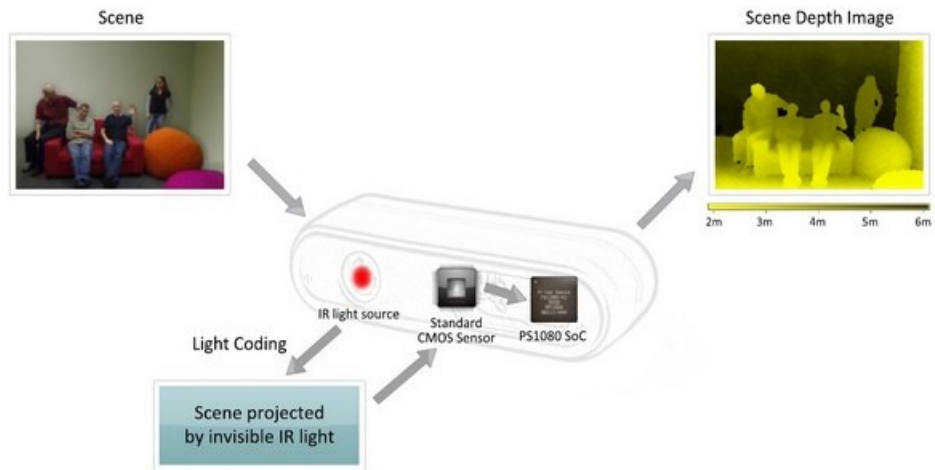 Scene
Scene Depth Image
2m 3m 4m 5m 6m
IR light source
Standard
CMOS Sensor
PS1080 SoC
Light Coding
Scene projected
by invisible IR light